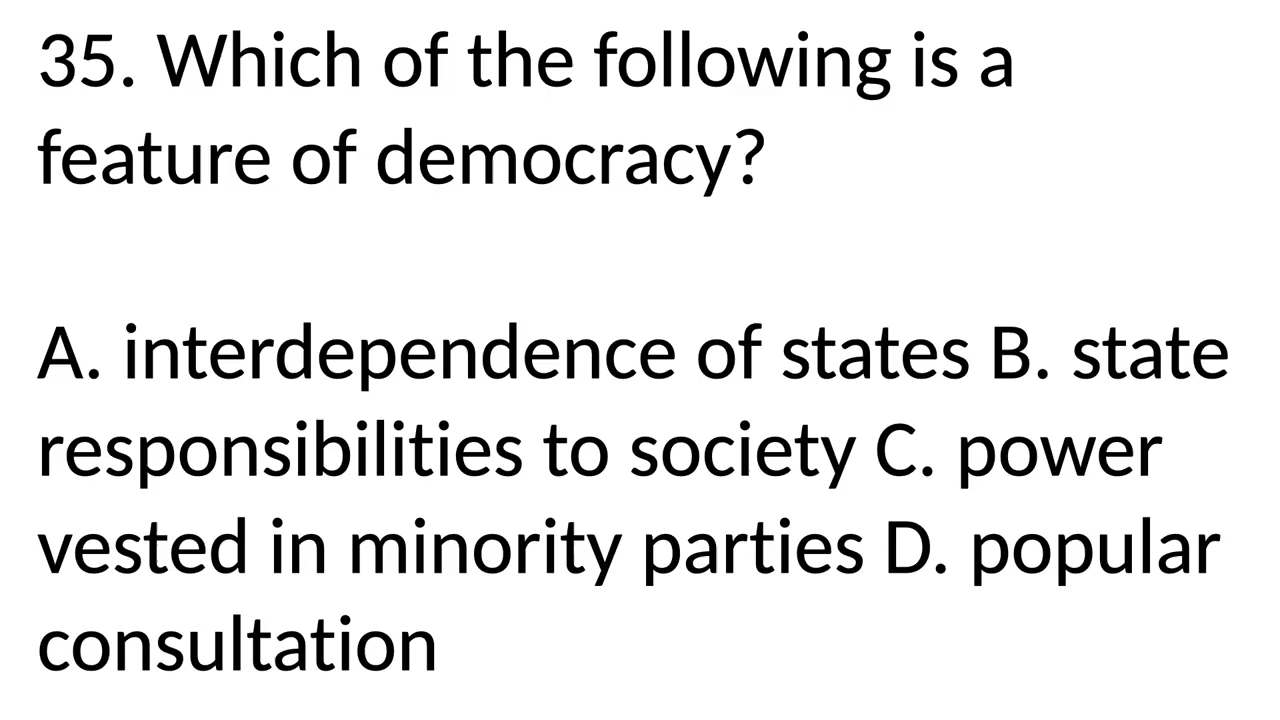 35. Which of the following is a
feature of democracy?
A. interdependence of states B. state
responsibilities to society C. power
vested in minority parties D. popular
consultation